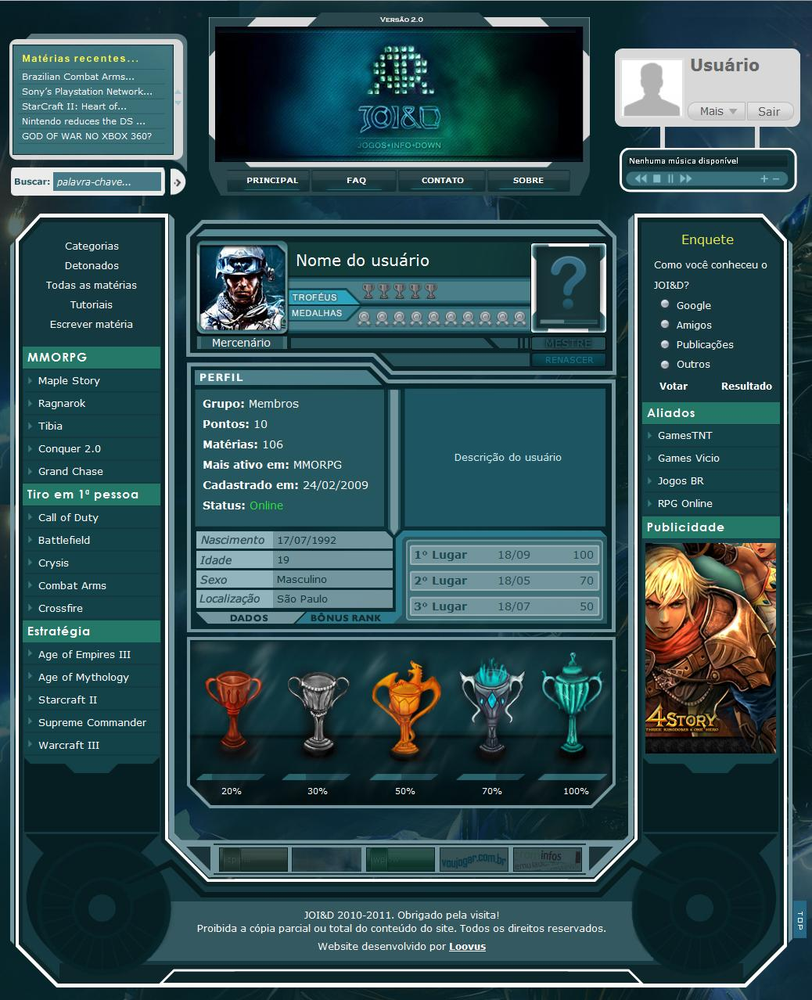 Versão 2.0
Matérias recentes...
Brazilian Combat Arms...
Sony's Playstation Network...
StarCraft II: Heart of...
Nintendo reduces the DS ...
GOD OF WAR NO XBOX 360?
Buscar: palavra-chave...
JOI&D
JOGOS+INFO+DOWN
PRINCIPAL FAQ CONTATO SOBRE
Usuário
Mais Sair
Nenhuma música disponível
Categorias
Detonados
Todas as matérias
Tutoriais
Escrever matéria
MMORPG
Maple Story
Ragnarok
Tibia
Conquer 2.0
Grand Chase
Tiro em 1ª pessoa
Call of Duty
Battlefield
Crysis
Combat Arms
Crossfire
Estratégia
Age of Empires III
Age of Mythology
Starcraft II
Supreme Commander
Warcraft III
Nome do usuário
TROFÉUS
MEDALHAS
Mercenário
MESTRE
RENASCER
PERFIL
Grupo: Membros
Pontos: 10
Matérias: 106
Mais ativo em: MMORPG
Cadastrado em: 24/02/2009
Status: Online
Descrição do usuário
Nascimento 17/07/1992
Idade 19
Sexo Masculino
Localização São Paulo
DADOS BÔNUS RANK
1º Lugar 18/09 100
2º Lugar 18/05 70
3º Lugar 18/07 50
20% 30% 50% 70% 100%
Enquete
Como você conheceu o
JOI&D?
Google
Amigos
Publicações
Outros
Votar Resultado
Aliados
GamesTNT
Games Vicio
Jogos BR
RPG Online
Publicidade
4STORY
THREE KINGDOMS & ONE HERO
voujogar.com.br
infos
TOP
JOI&D 2010-2011. Obrigado pela visita!
Proibida a cópia parcial ou total do conteúdo do site. Todos os direitos reservados.
Website desenvolvido por Loovus